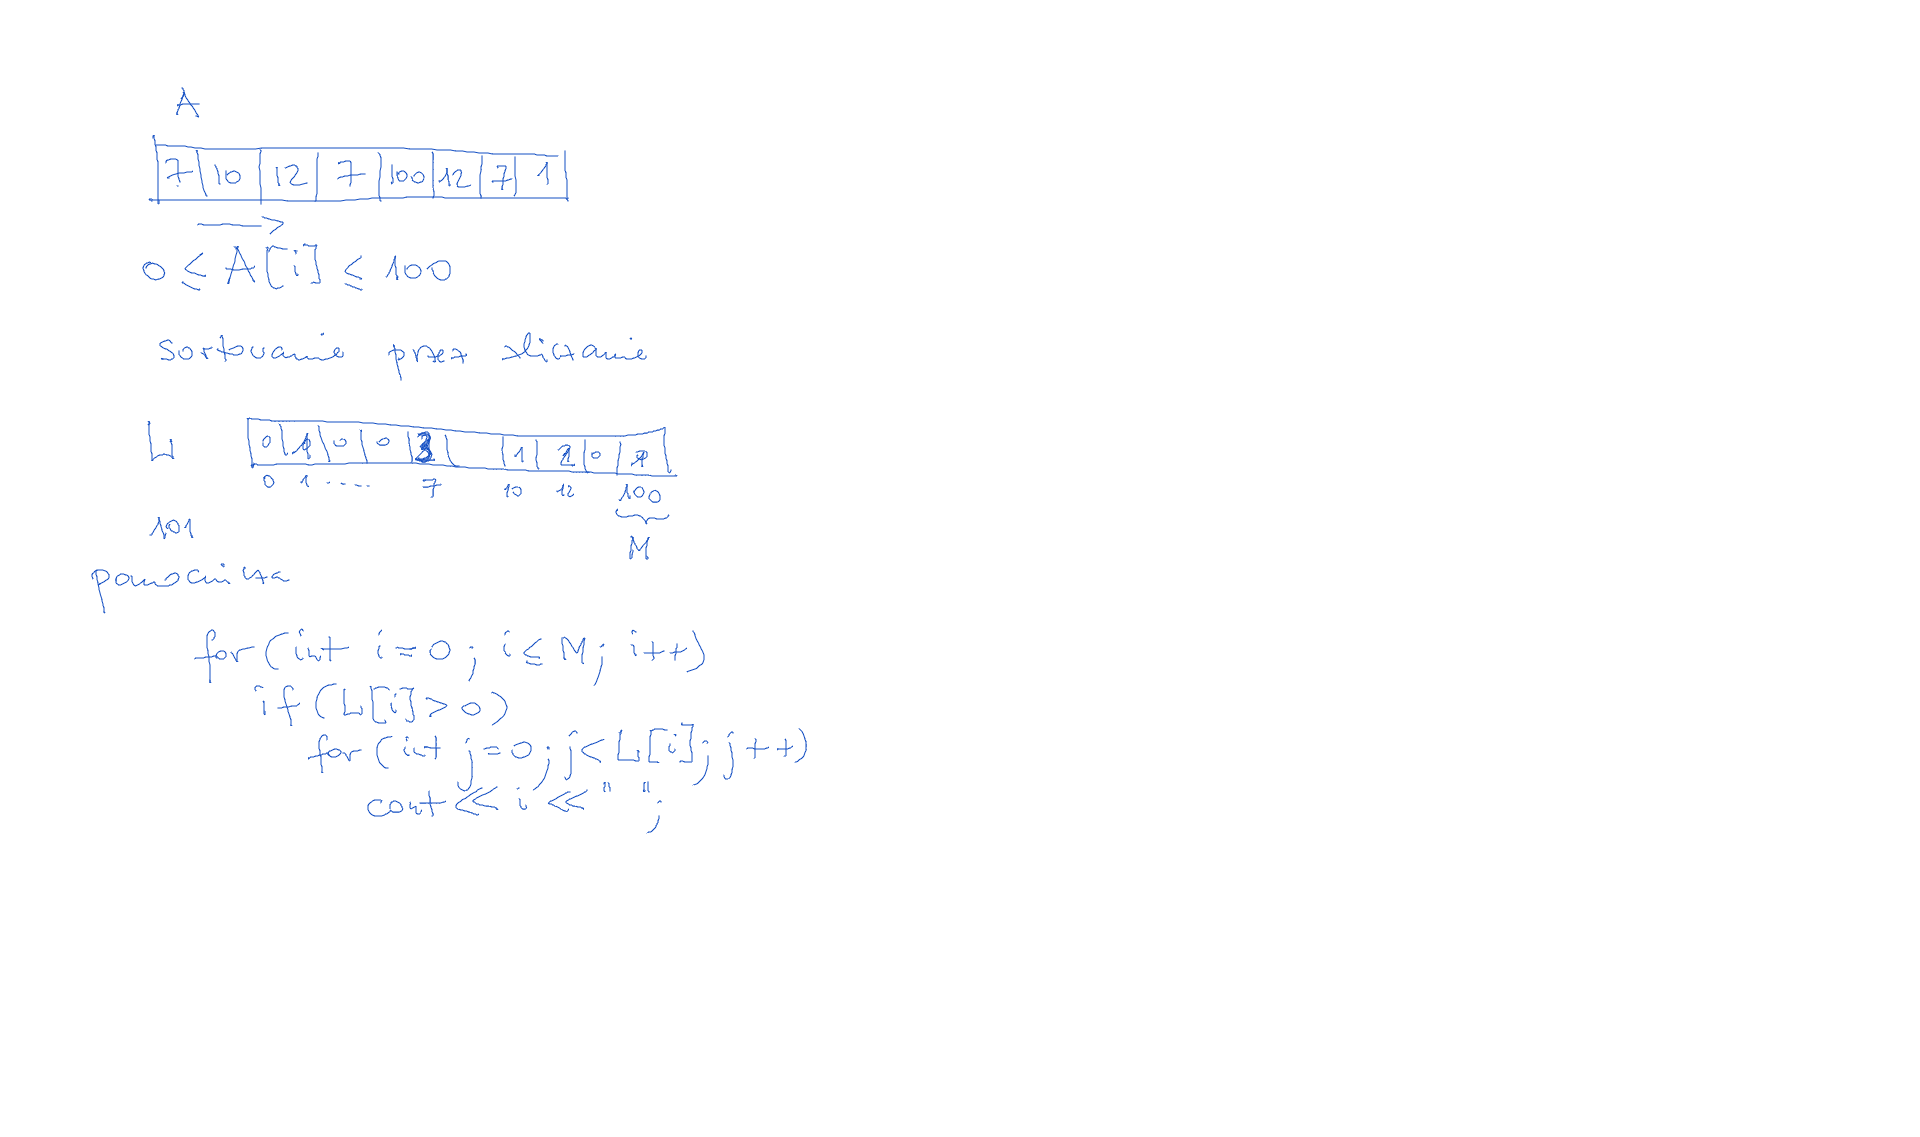 A
7 10 12 7 100 12 7 1
0 ≤ A[i] ≤ 100
sortowanie przez zliczanie
L 0 1 0 0 3 1 2 0 1
0 1 ..... 7 10 12 100
M
101
pomocnicza
for (int i = 0; i ≤ M; i++)
if (L[i] > 0)
for (int j = 0; j < L[i]; j++)
cout << i << " ";